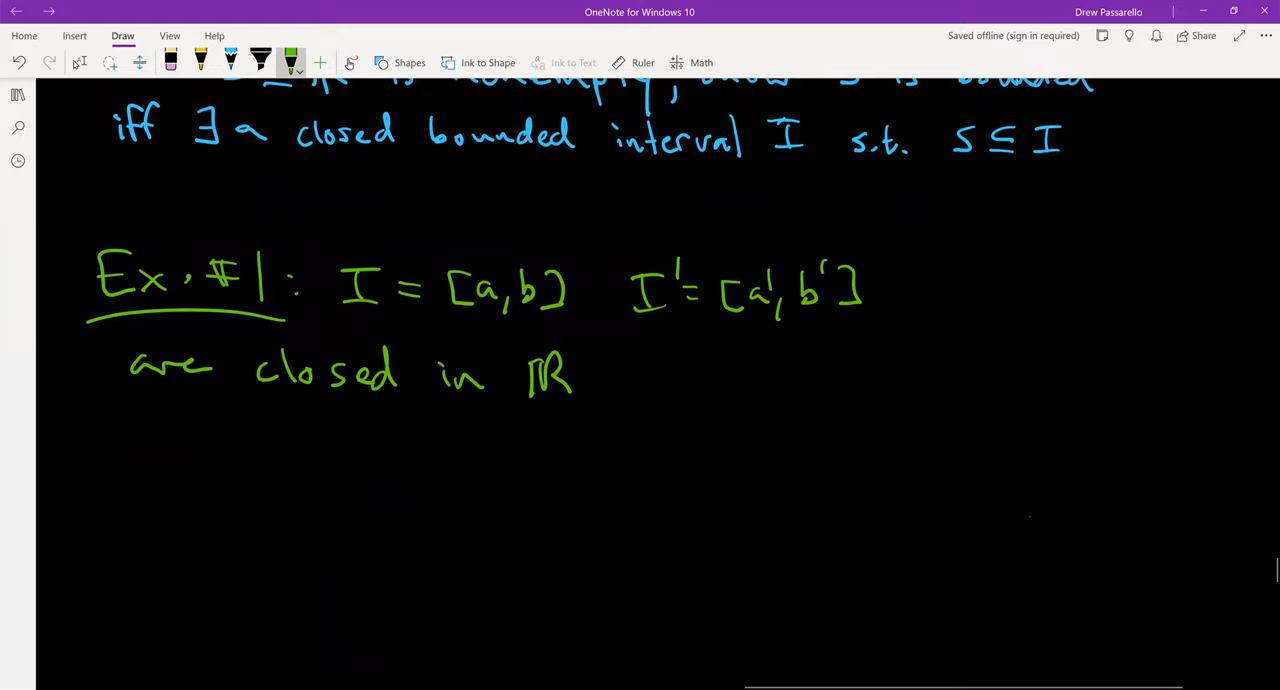 OneNote for Windows 10
Drew Passarello
Home Insert Draw View Help
Saved offline (sign in required) Share
Shapes Ink to Shape Ink to Text Ruler Math
iff ∃ a closed bounded interval I s.t. S ⊆ I
Ex. #1: I = [a, b] I' = [a', b']
are closed in ℝ